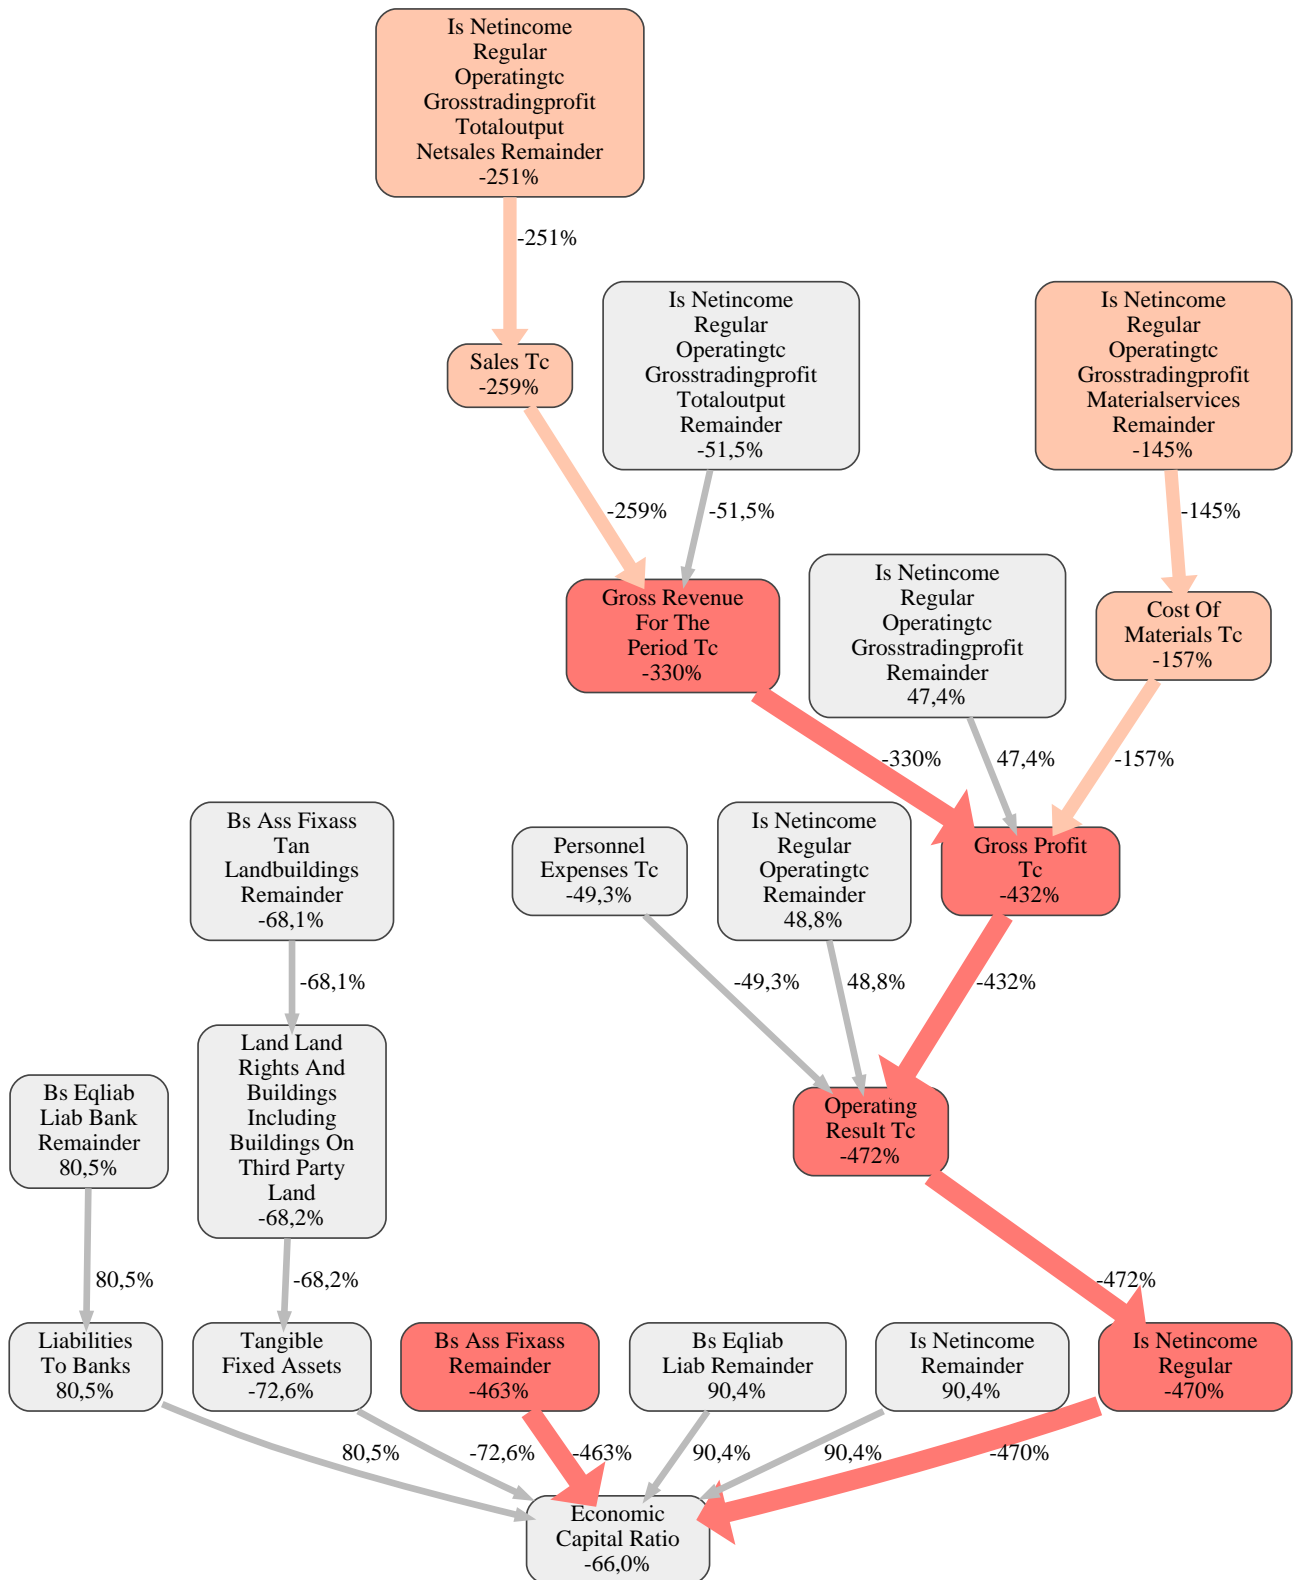 Is Netincome
Regular
Operatingtc
Grosstradingprofit
Totaloutput
Netsales Remainder
-251%
-251%
Is Netincome
Regular
Operatingtc
Grosstradingprofit
Totaloutput
Remainder
-51,5%
Is Netincome
Regular
Operatingtc
Grosstradingprofit
Materialservices
Remainder
-145%
Sales Tc
-259%
-259%
-51,5%
-145%
Is Netincome
Regular
Operatingtc
Grosstradingprofit
Remainder
47,4%
Gross Revenue
For The
Period Tc
-330%
Cost Of
Materials Tc
-157%
-330%
47,4%
-157%
Bs Ass Fixass
Tan
Landbuildings
Remainder
-68,1%
Personnel
Expenses Tc
-49,3%
Is Netincome
Regular
Operatingtc
Remainder
48,8%
Gross Profit
Tc
-432%
-68,1%
-49,3%
48,8%
-432%
Bs Eqliab
Liab Bank
Remainder
80,5%
Land Land
Rights And
Buildings
Including
Buildings On
Third Party
Land
-68,2%
Operating
Result Tc
-472%
80,5%
-68,2%
-472%
Liabilities
To Banks
80,5%
Tangible
Fixed Assets
-72,6%
Bs Ass Fixass
Remainder
-463%
Bs Eqliab
Liab Remainder
90,4%
Is Netincome
Remainder
90,4%
Is Netincome
Regular
-470%
80,5%
-72,6%
-463%
90,4%
90,4%
-470%
Economic
Capital Ratio
-66,0%